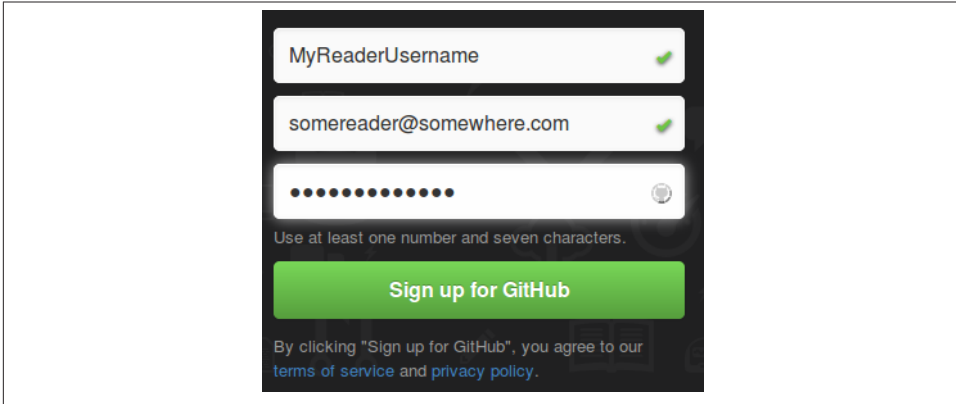 MyReaderUsername
somereader@somewhere.com
●●●●●●●●●●●●●
Use at least one number and seven characters.
Sign up for GitHub
By clicking "Sign up for GitHub", you agree to our
terms of service and privacy policy.